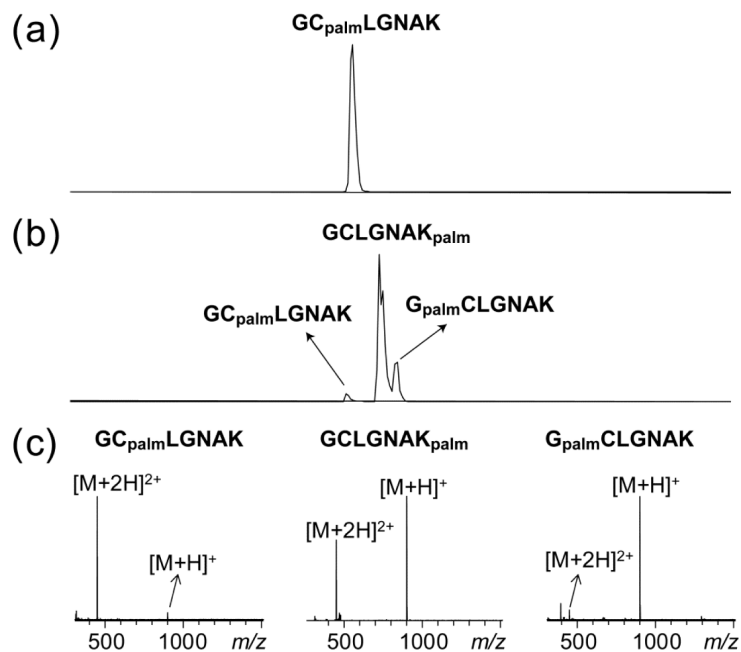 (a)
GCpalmLGNAK
(b)
GCLGNAKpalm
GCpalmLGNAK
GpalmCLGNAK
(c)
GCpalmLGNAK GCLGNAKpalm GpalmCLGNAK
[M+2H]2+ [M+H]+ [M+H]+
[M+2H]2+
[M+H]+ [M+2H]2+
500 1000 m/z 500 1000 m/z 500 1000 m/z